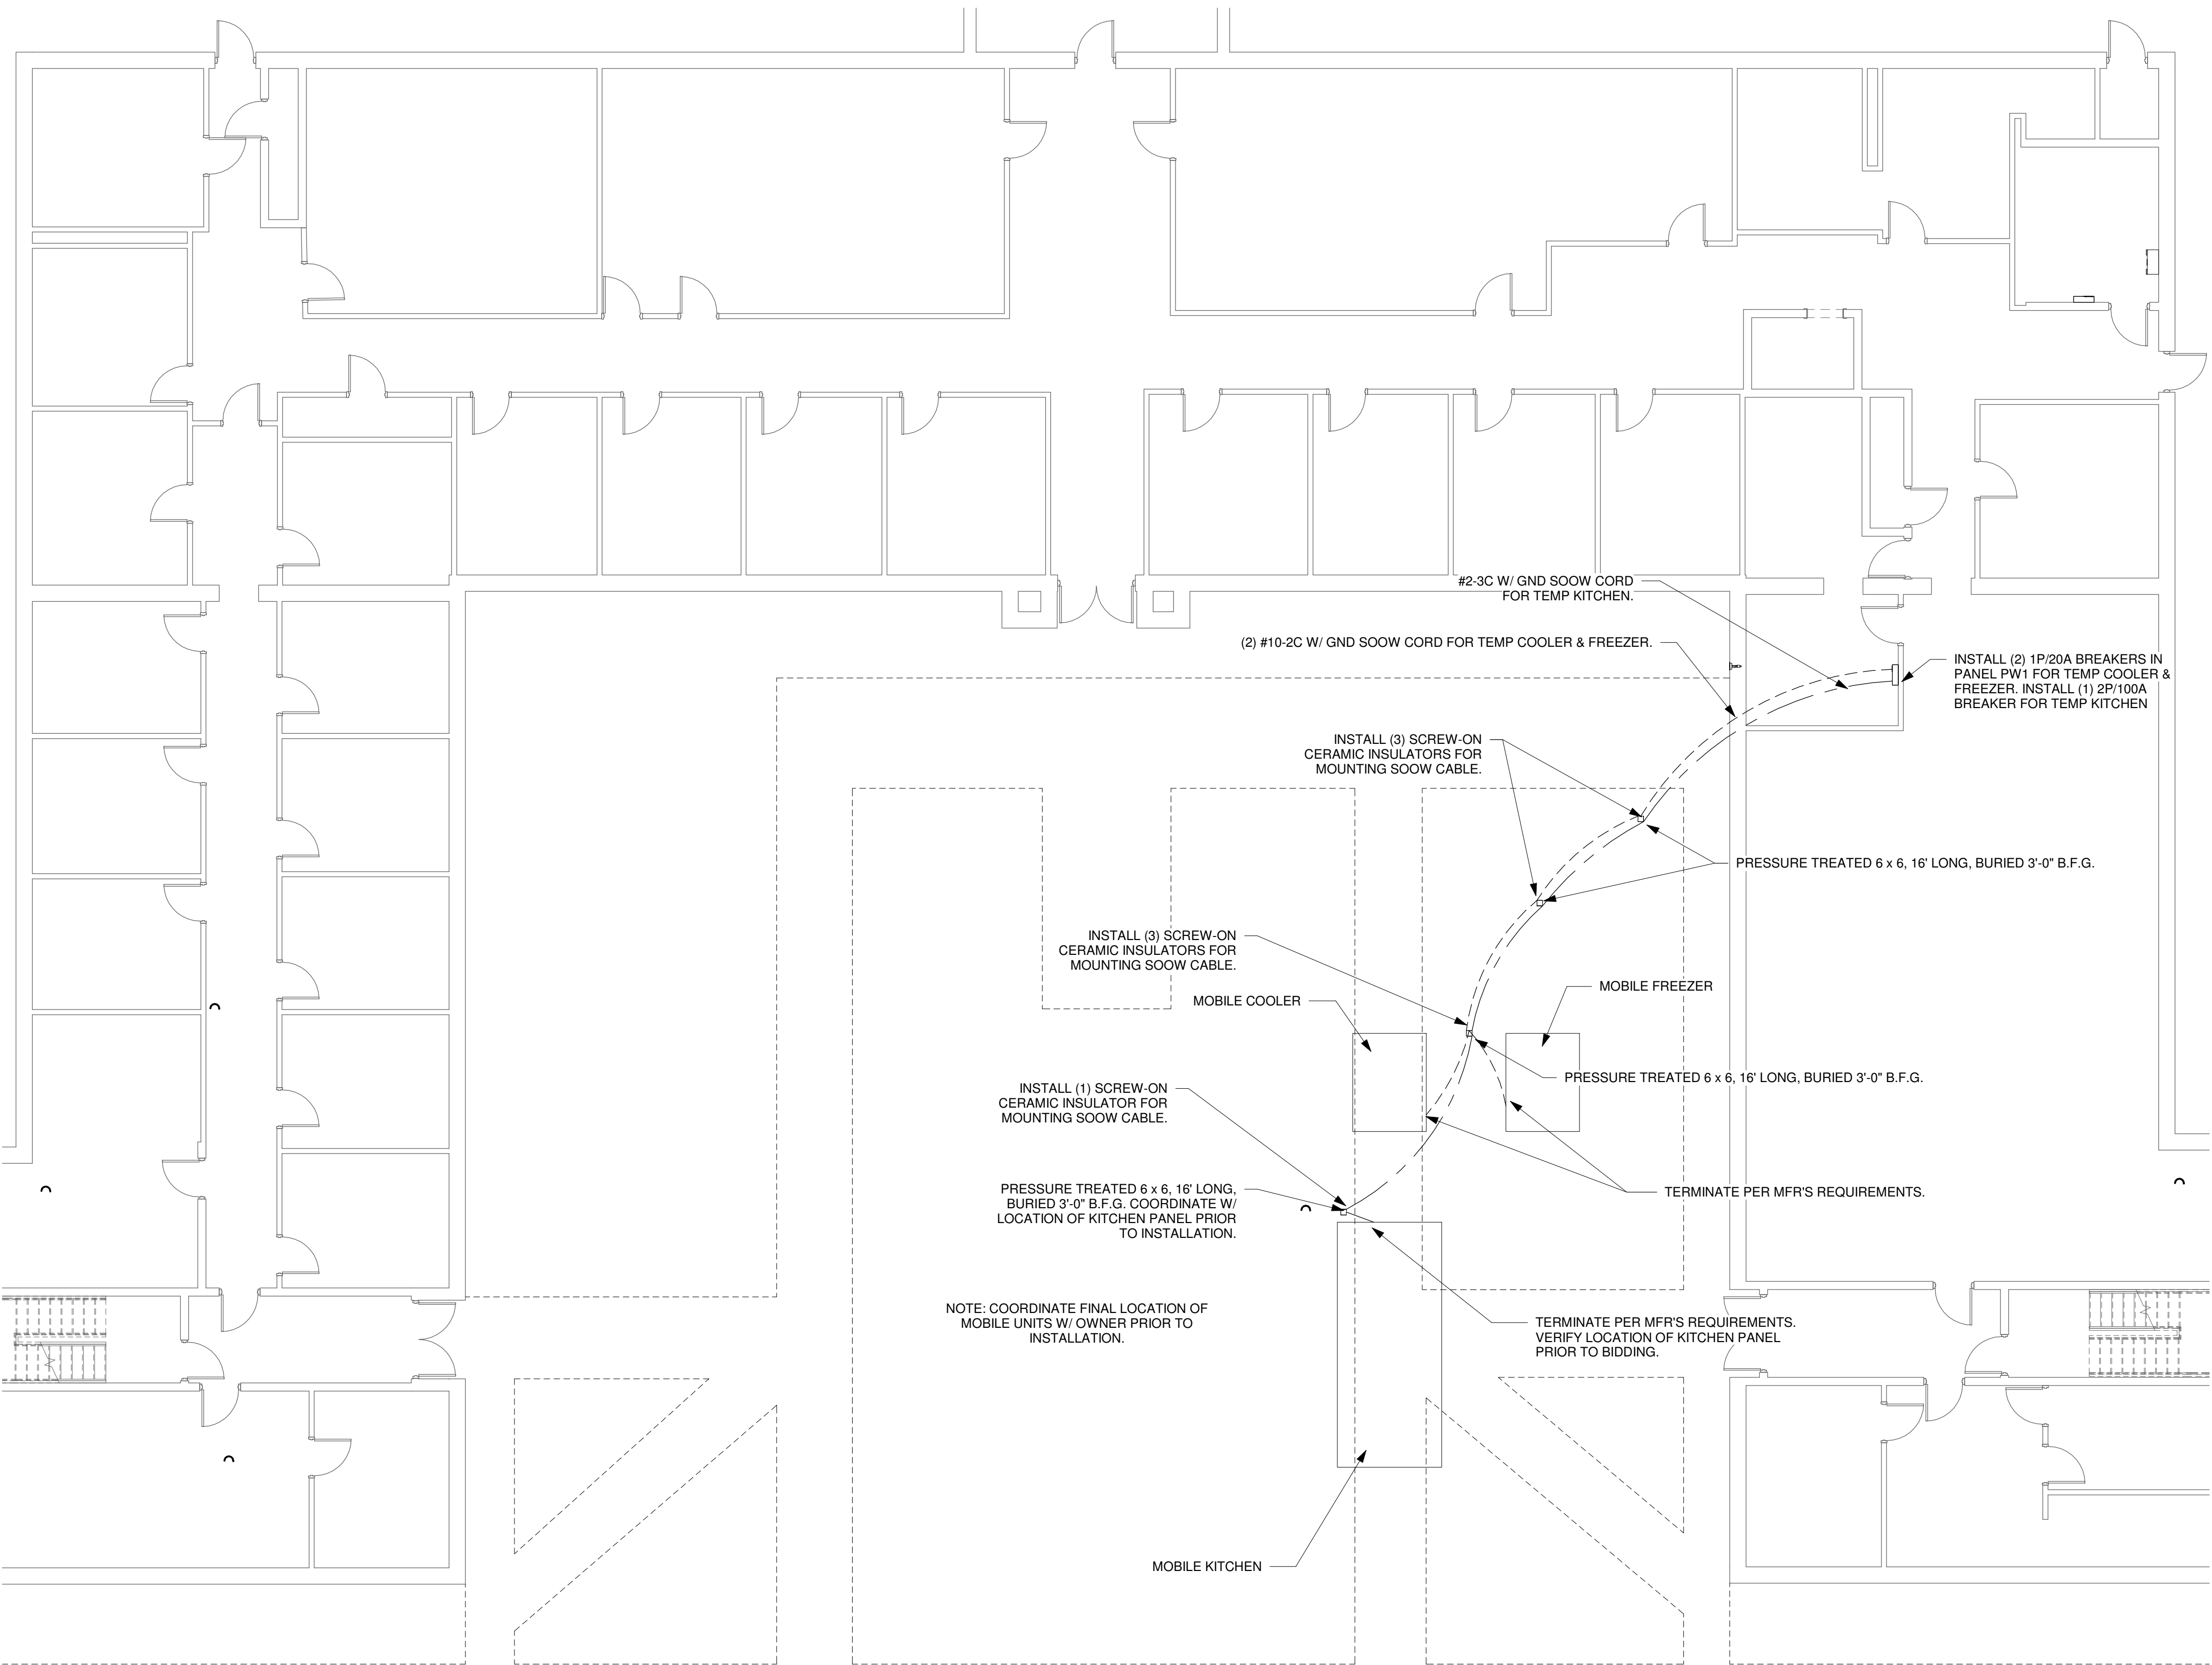 #2-3C W/ GND SOOW CORD
FOR TEMP KITCHEN.
(2) #10-2C W/ GND SOOW CORD FOR TEMP COOLER & FREEZER.
INSTALL (2) 1P/20A BREAKERS IN
PANEL PW1 FOR TEMP COOLER &
FREEZER. INSTALL (1) 2P/100A
BREAKER FOR TEMP KITCHEN
INSTALL (3) SCREW-ON
CERAMIC INSULATORS FOR
MOUNTING SOOW CABLE.
PRESSURE TREATED 6 x 6, 16' LONG, BURIED 3'-0" B.F.G.
INSTALL (3) SCREW-ON
CERAMIC INSULATORS FOR
MOUNTING SOOW CABLE.
MOBILE FREEZER
MOBILE COOLER
PRESSURE TREATED 6 x 6, 16' LONG, BURIED 3'-0" B.F.G.
INSTALL (1) SCREW-ON
CERAMIC INSULATOR FOR
MOUNTING SOOW CABLE.
PRESSURE TREATED 6 x 6, 16' LONG,
BURIED 3'-0" B.F.G. COORDINATE W/
LOCATION OF KITCHEN PANEL PRIOR
TO INSTALLATION.
TERMINATE PER MFR'S REQUIREMENTS.
NOTE: COORDINATE FINAL LOCATION OF
MOBILE UNITS W/ OWNER PRIOR TO
INSTALLATION.
TERMINATE PER MFR'S REQUIREMENTS.
VERIFY LOCATION OF KITCHEN PANEL
PRIOR TO BIDDING.
MOBILE KITCHEN